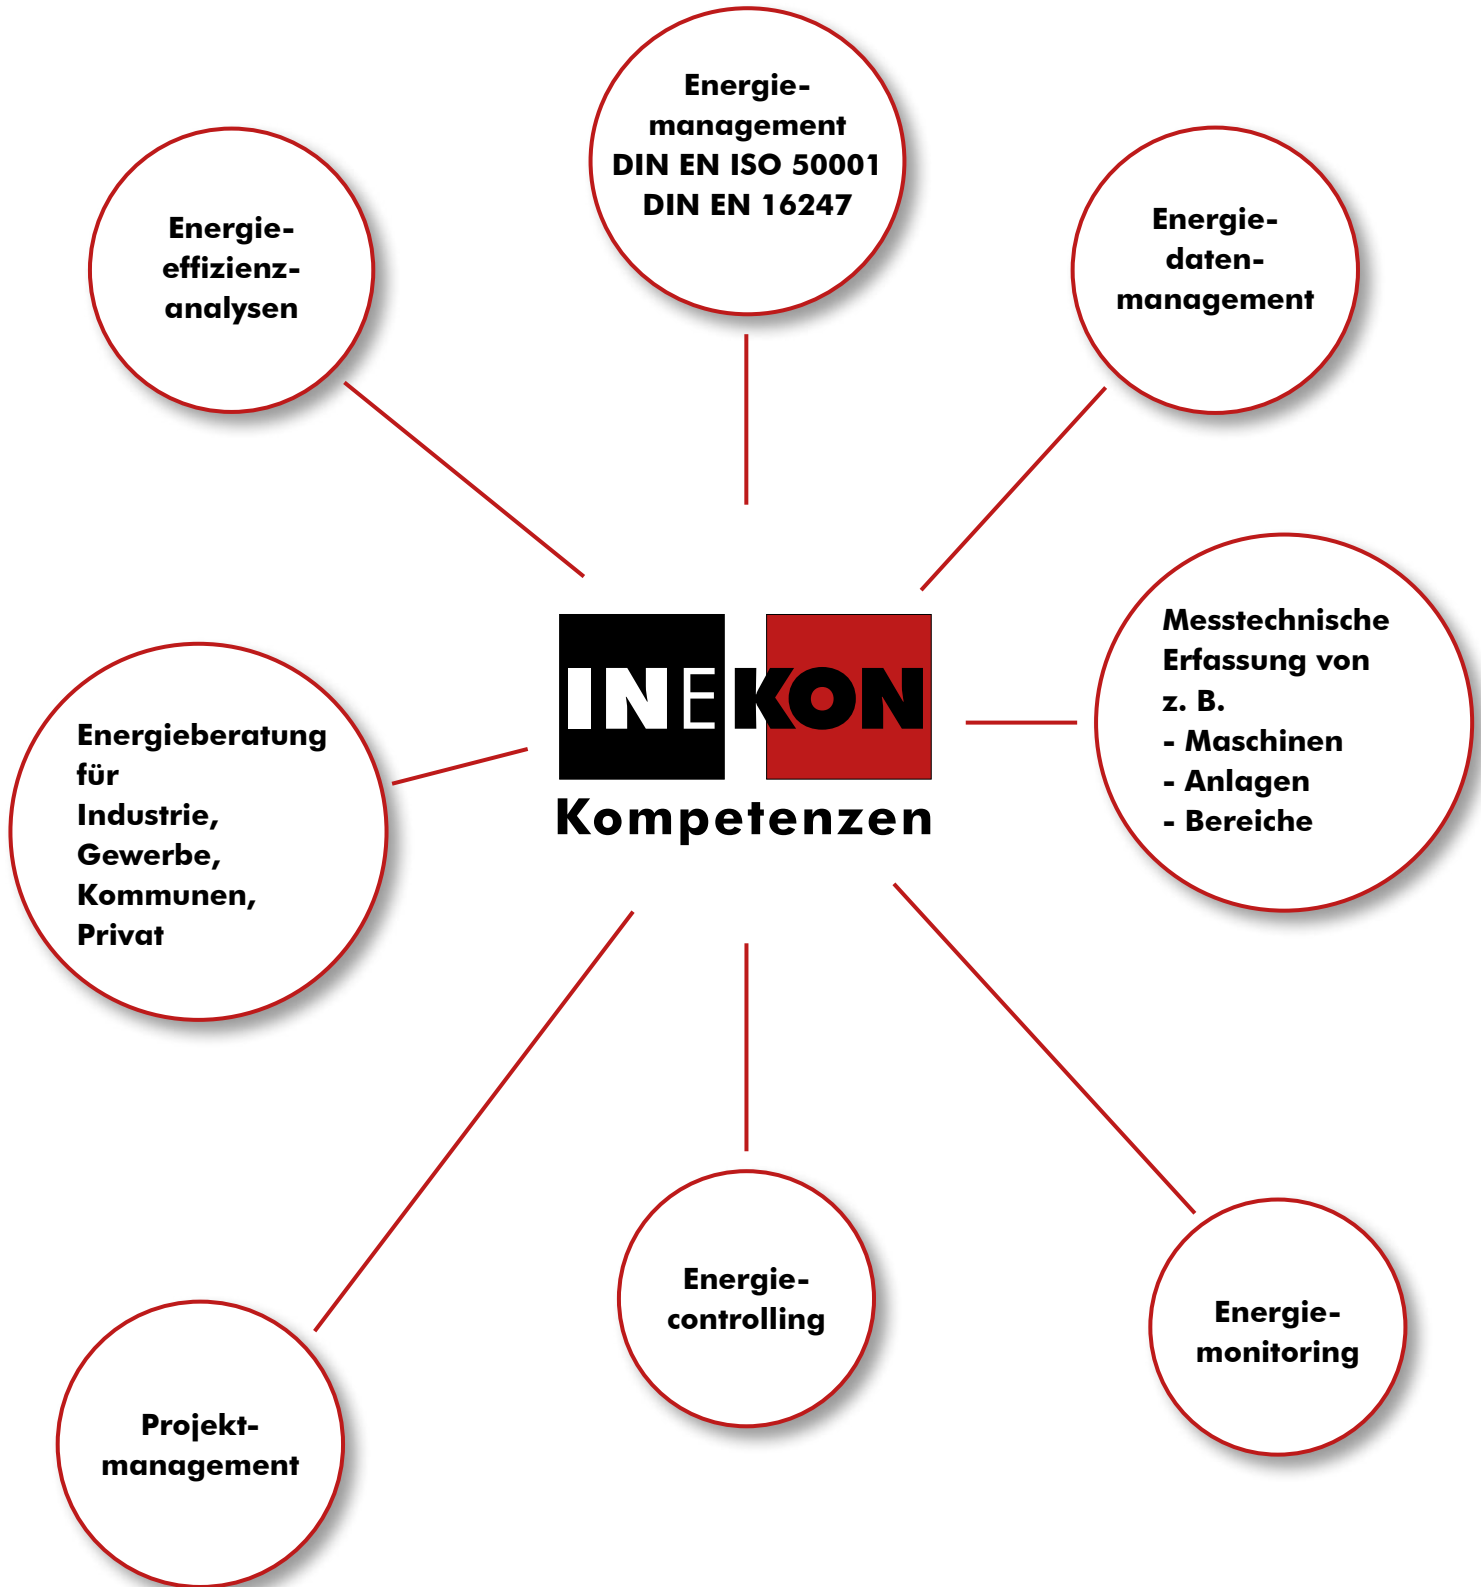 Energie-
management
DIN EN ISO 50001
DIN EN 16247
Energie-
effizienz-
analysen
Energie-
daten-
management
INEKON
Kompetenzen
Messtechnische
Erfassung von
z. B.
- Maschinen
- Anlagen
- Bereiche
Energieberatung
für
Industrie,
Gewerbe,
Kommunen,
Privat
Energie-
controlling
Energie-
monitoring
Projekt-
management